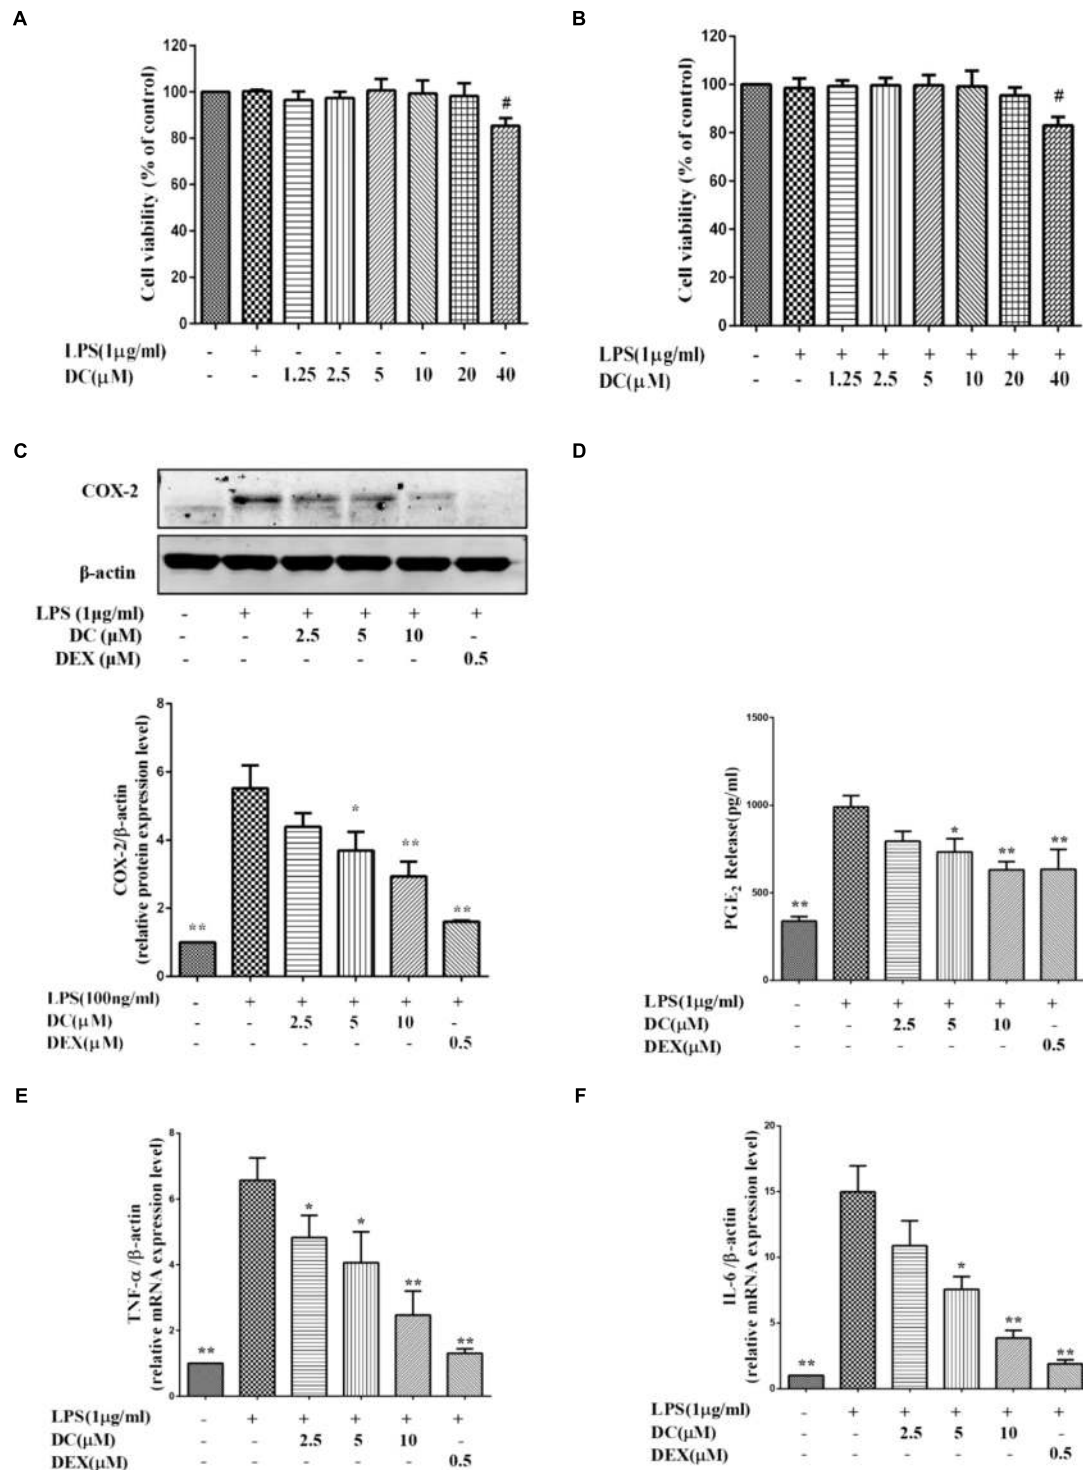 A
Cell viability (% of control)
120
100
80
60
40
20
0
#
LPS(1μg/ml) - + - - - - - -
DC(μM) - - 1.25 2.5 5 10 20 40
B
Cell viability (% of control)
120
100
80
60
40
20
0
#
LPS(1μg/ml) - + + + + + + +
DC(μM) - - 1.25 2.5 5 10 20 40
C
COX-2
β-actin
LPS (1μg/ml) - + + + + +
DC (μM) - - 2.5 5 10 -
DEX (μM) - - - - - 0.5
COX-2/β-actin
(relative protein expression level)
8
6
4
2
0
** * ** **
LPS(100ng/ml) - + + + + +
DC(μM) - - 2.5 5 10 -
DEX(μM) - - - - - 0.5
D
PGE2 Release(pg/ml)
1500
1000
500
0
** * ** **
LPS(1μg/ml) - + + + + +
DC(μM) - - 2.5 5 10 -
DEX(μM) - - - - - 0.5
E
TNF-α /β-actin
(relative mRNA expression level)
8
6
4
2
0
** * * ** **
LPS(1μg/ml) - + + + + +
DC(μM) - - 2.5 5 10 -
DEX(μM) - - - - - 0.5
F
IL-6 /β-actin
(relative mRNA expression level)
20
15
10
5
0
** * ** **
LPS(1μg/ml) - + + + + +
DC(μM) - - 2.5 5 10 -
DEX(μM) - - - - - 0.5